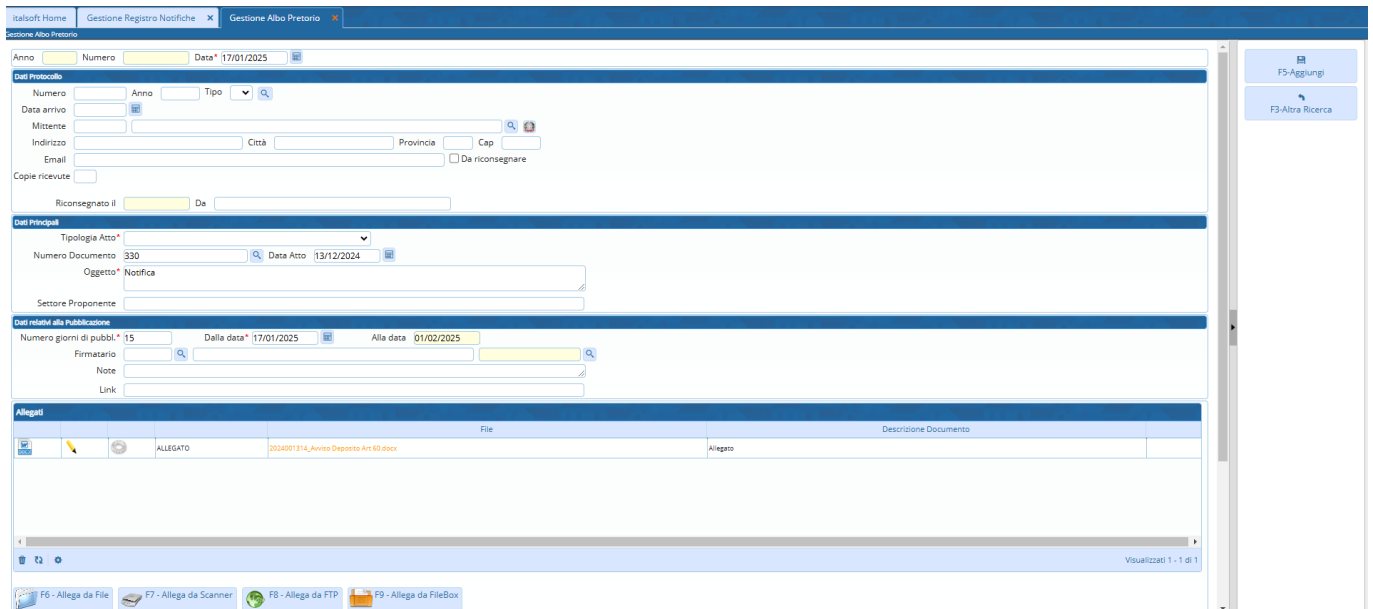 italsoft Home Gestione Registro Notifiche × Gestione Albo Pretorio ×
Gestione Albo Pretorio
Anno Numero Data* 17/01/2025
F5-Aggiungi
F3-Altra Ricerca
Dati Protocollo
Numero Anno Tipo
Data arrivo
Mittente
Indirizzo Città Provincia Cap
Email Da riconsegnare
Copie ricevute
Riconsegnato il Da
Dati Principali
Tipologia Atto*
Numero Documento 330 Data Atto 13/12/2024
Oggetto* Notifica
Settore Proponente
Dati relativi alla Pubblicazione
Numero giorni di pubbl.* 15 Dalla data* 17/01/2025 Alla data 01/02/2025
Firmatario
Note
Link
Allegati
File Descrizione Documento
ALLEGATO 2024001314_Avviso Deposito Art 60.docx Allegato
Visualizzati 1 - 1 di 1
F6 - Allega da File F7 - Allega da Scanner F8 - Allega da FTP F9 - Allega da FileBox